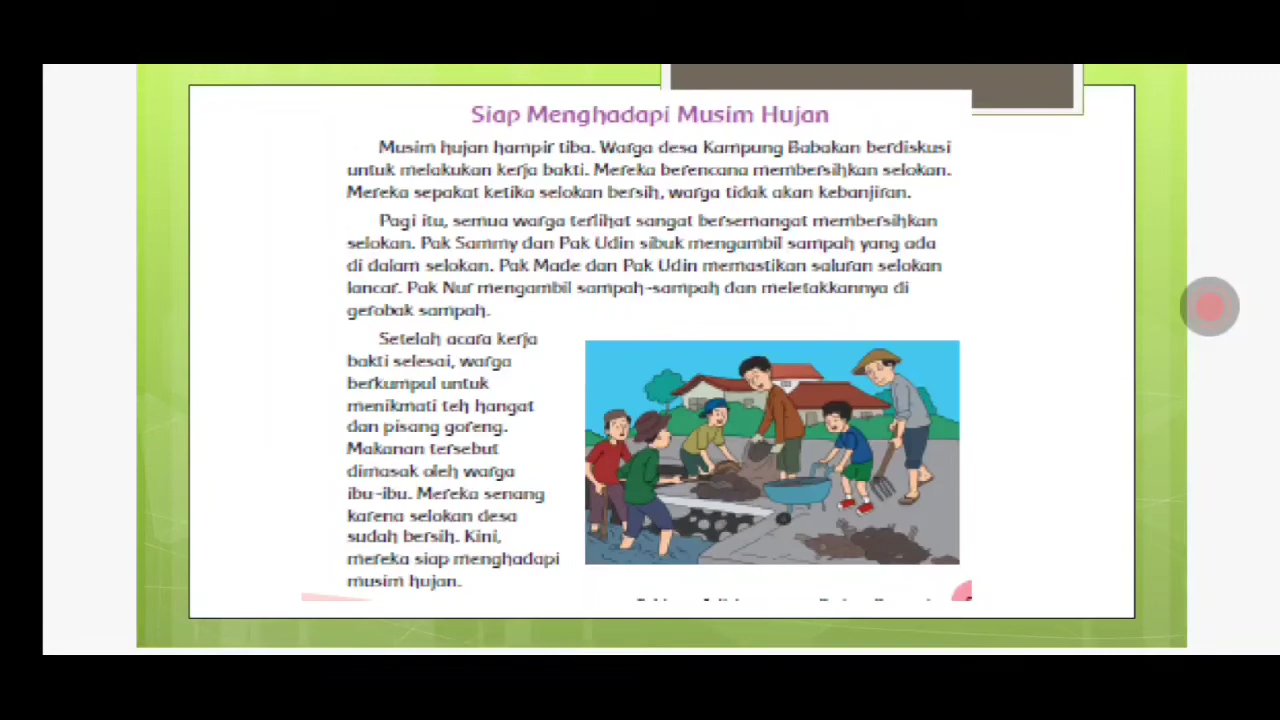 Siap Menghadapi Musim Hujan
Musim hujan hampir tiba. Warga desa Kampung Babakan berdiskusi
untuk melakukan kerja bakti. Mereka berencana membersihkan selokan.
Mereka sepakat ketika selokan bersih, warga tidak akan kebanjiran.
Pagi itu, semua warga terlihat sangat bersemangat membersihkan
selokan. Pak Sammy dan Pak Udin sibuk mengambil sampah yang ada
di dalam selokan. Pak Made dan Pak Udin memastikan saluran selokan
lancar. Pak Nur mengambil sampah-sampah dan meletakkannya di
gerobak sampah.
Setelah acara kerja
bakti selesai, warga
berkumpul untuk
menikmati teh hangat
dan pisang goreng.
Makanan tersebut
dimasak oleh warga
ibu-ibu. Mereka senang
karena selokan desa
sudah bersih. Kini,
mereka siap menghadapi
musim hujan.